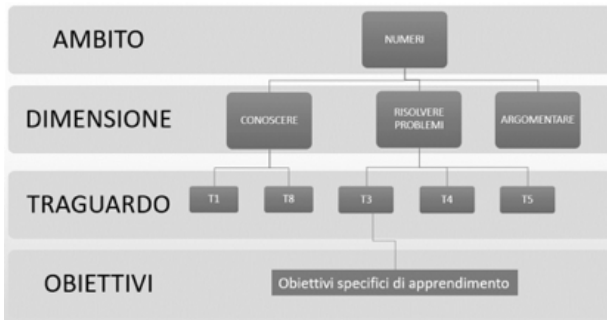 AMBITO
NUMERI
DIMENSIONE
CONOSCERE
RISOLVERE
PROBLEMI
ARGOMENTARE
TRAGUARDO
T1
T8
T3
T4
T5
OBIETTIVI
Obiettivi specifici di apprendimento